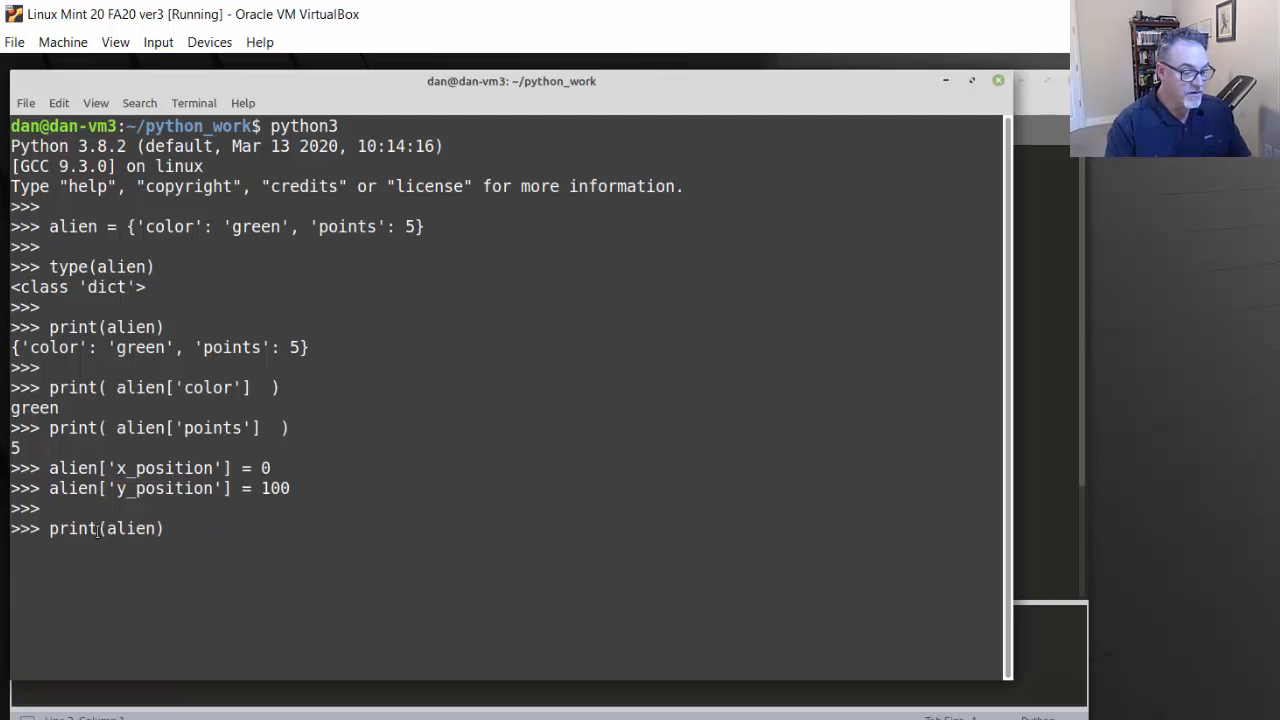 Linux Mint 20 FA20 ver3 [Running] - Oracle VM VirtualBox
File Machine View Input Devices Help
dan@dan-vm3: ~/python_work
File Edit View Search Terminal Help
dan@dan-vm3:~/python_work$ python3
Python 3.8.2 (default, Mar 13 2020, 10:14:16)
[GCC 9.3.0] on linux
Type "help", "copyright", "credits" or "license" for more information.
>>>
>>> alien = {'color': 'green', 'points': 5}
>>>
>>> type(alien)
<class 'dict'>
>>>
>>> print(alien)
{'color': 'green', 'points': 5}
>>>
>>> print( alien['color']  )
green
>>> print( alien['points']  )
5
>>> alien['x_position'] = 0
>>> alien['y_position'] = 100
>>>
>>> print(alien)